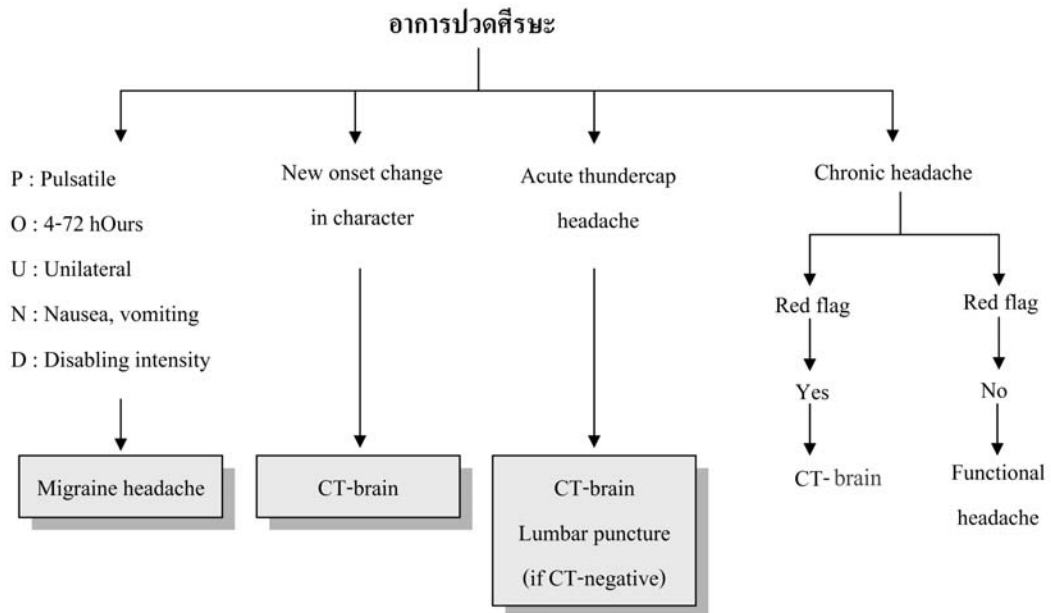 อาการปวดศีรษะ
P : Pulsatile
O : 4-72 hOurs
U : Unilateral
N : Nausea, vomiting
D : Disabling intensity
Migraine headache
New onset change
in character
CT-brain
Acute thundercap
headache
CT-brain
Lumbar puncture
(if CT-negative)
Chronic headache
Red flag
Yes
CT- brain
Red flag
No
Functional
headache